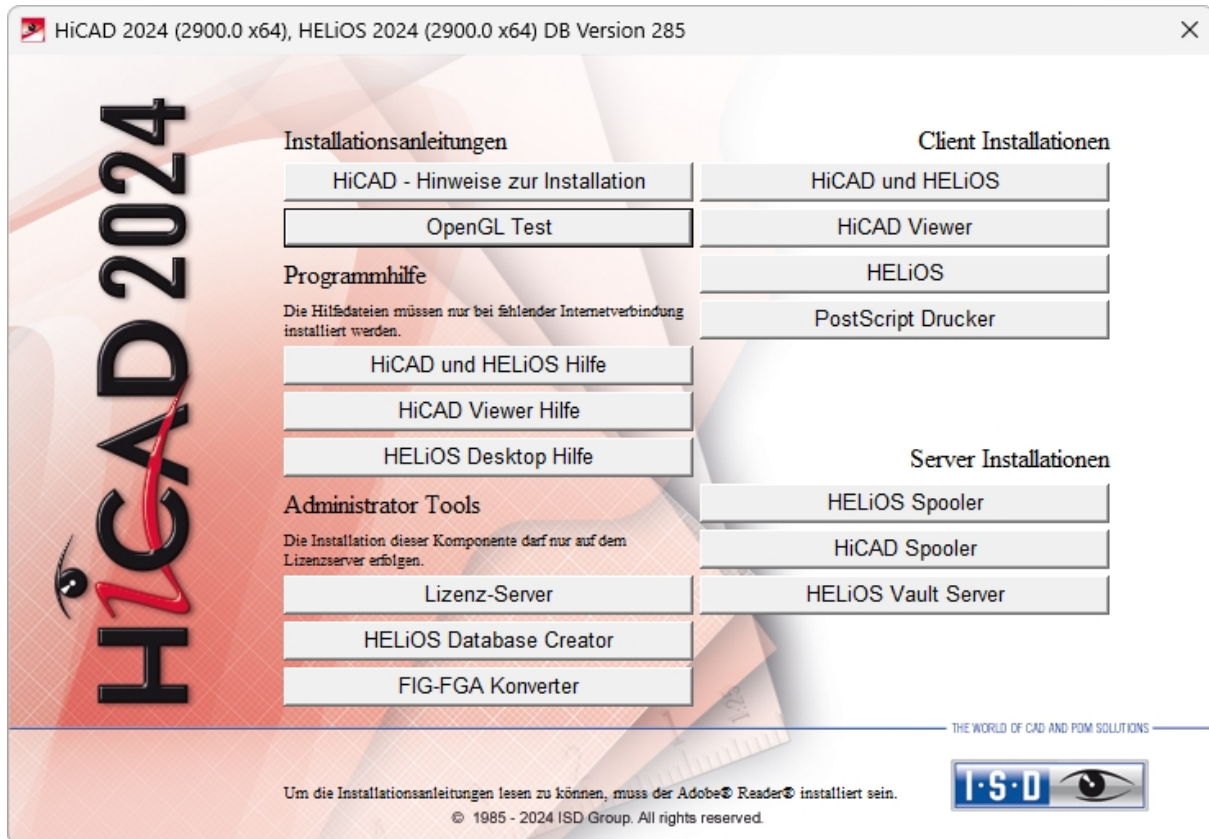 HiCAD 2024 (2900.0 x64), HELiOS 2024 (2900.0 x64) DB Version 285
HiCAD 2024
Installationsanleitungen
HiCAD - Hinweise zur Installation
OpenGL Test
Programmhilfe
Die Hilfedateien müssen nur bei fehlender Internetverbindung
installiert werden.
HiCAD und HELiOS Hilfe
HiCAD Viewer Hilfe
HELiOS Desktop Hilfe
Administrator Tools
Die Installation dieser Komponente darf nur auf dem
Lizenzserver erfolgen.
Lizenz-Server
HELiOS Database Creator
FIG-FGA Konverter
Client Installationen
HiCAD und HELiOS
HiCAD Viewer
HELiOS
PostScript Drucker
Server Installationen
HELiOS Spooler
HiCAD Spooler
HELiOS Vault Server
THE WORLD OF CAD AND PDM SOLUTIONS
I·S·D
Um die Installationsanleitungen lesen zu können, muss der Adobe® Reader® installiert sein.
© 1985 - 2024 ISD Group. All rights reserved.